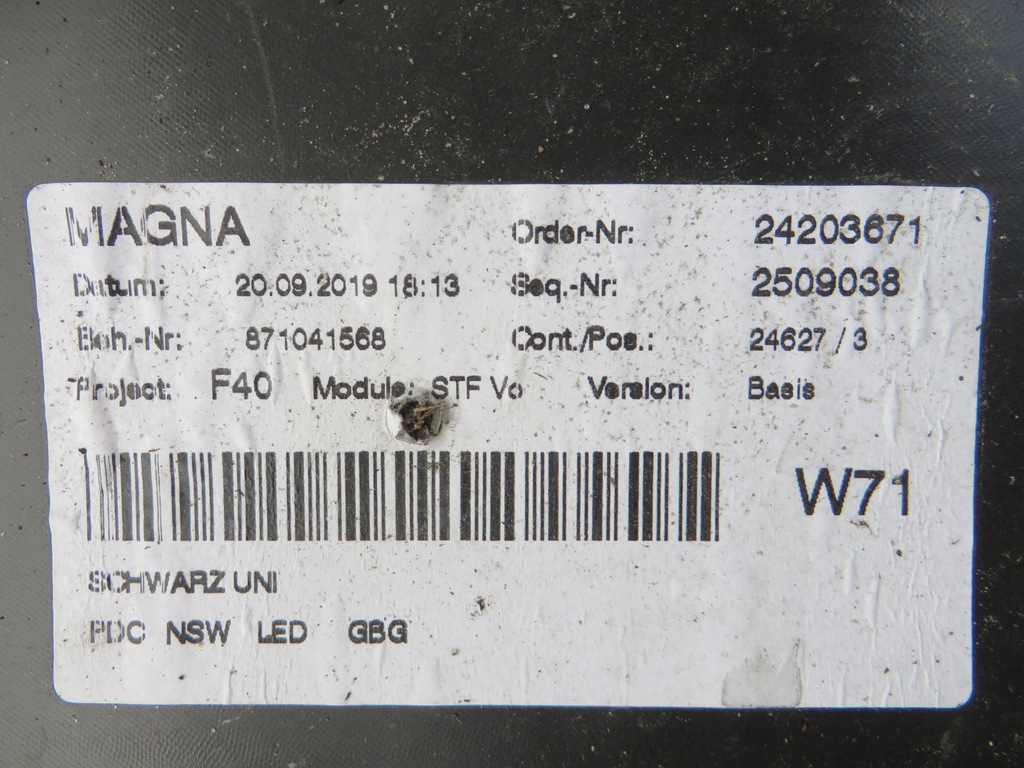 MAGNA Order-Nr: 24203671
Datum: 20.09.2019 18:13 Seq.-Nr: 2509038
Beh.-Nr: 871041568 Cont./Pos.: 24627 / 3
Project: F40 Module: STF Vo Version: Basis
W71
SCHWARZ UNI
PDC NSW LED GBG